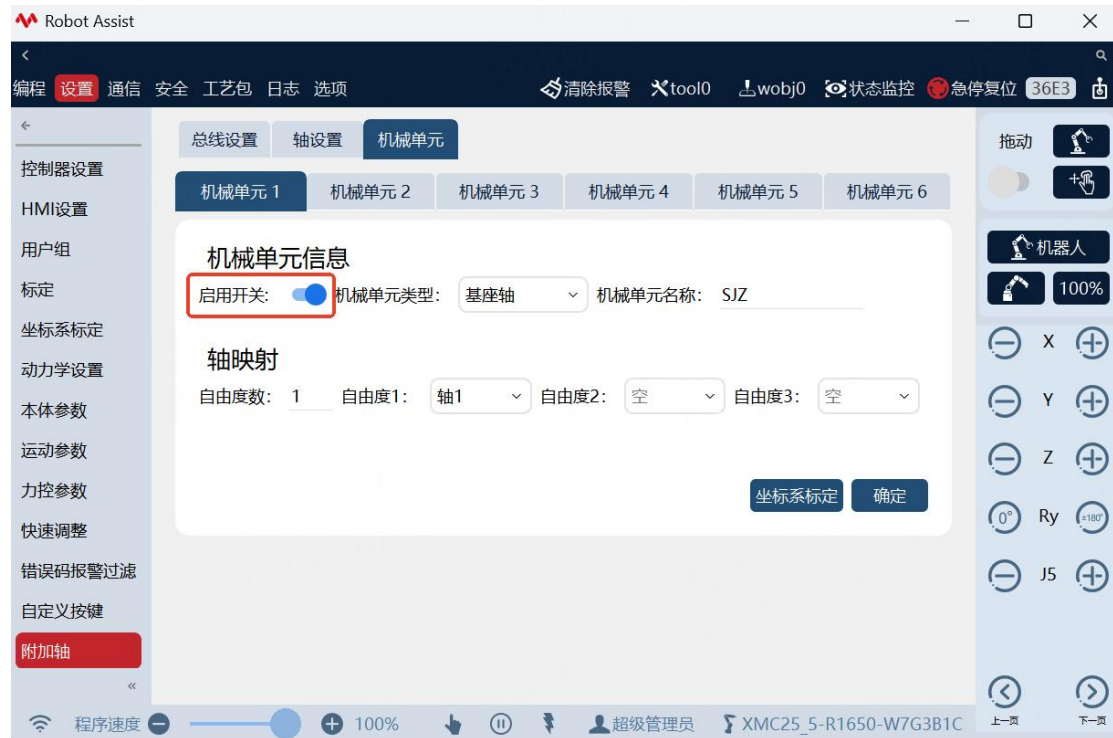 Robot Assist
编程 设置 通信 安全 工艺包 日志 选项 清除报警 tool0 wobj0 状态监控 急停复位 36E3
总线设置 轴设置 机械单元
机械单元 1 机械单元 2 机械单元 3 机械单元 4 机械单元 5 机械单元 6
控制器设置
HMI设置
用户组
标定
坐标系标定
动力学设置
本体参数
运动参数
力控参数
快速调整
错误码报警过滤
自定义按键
附加轴
机械单元信息
启用开关: 机械单元类型: 基座轴 机械单元名称: SJZ
轴映射
自由度数: 1 自由度1: 轴1 自由度2: 空 自由度3: 空
坐标系标定 确定
拖动
机器人
100%
X
Y
Z
0° Ry ±180°
J5
上一页 下一页
程序速度 100% 超级管理员 XMC25_5-R1650-W7G3B1C